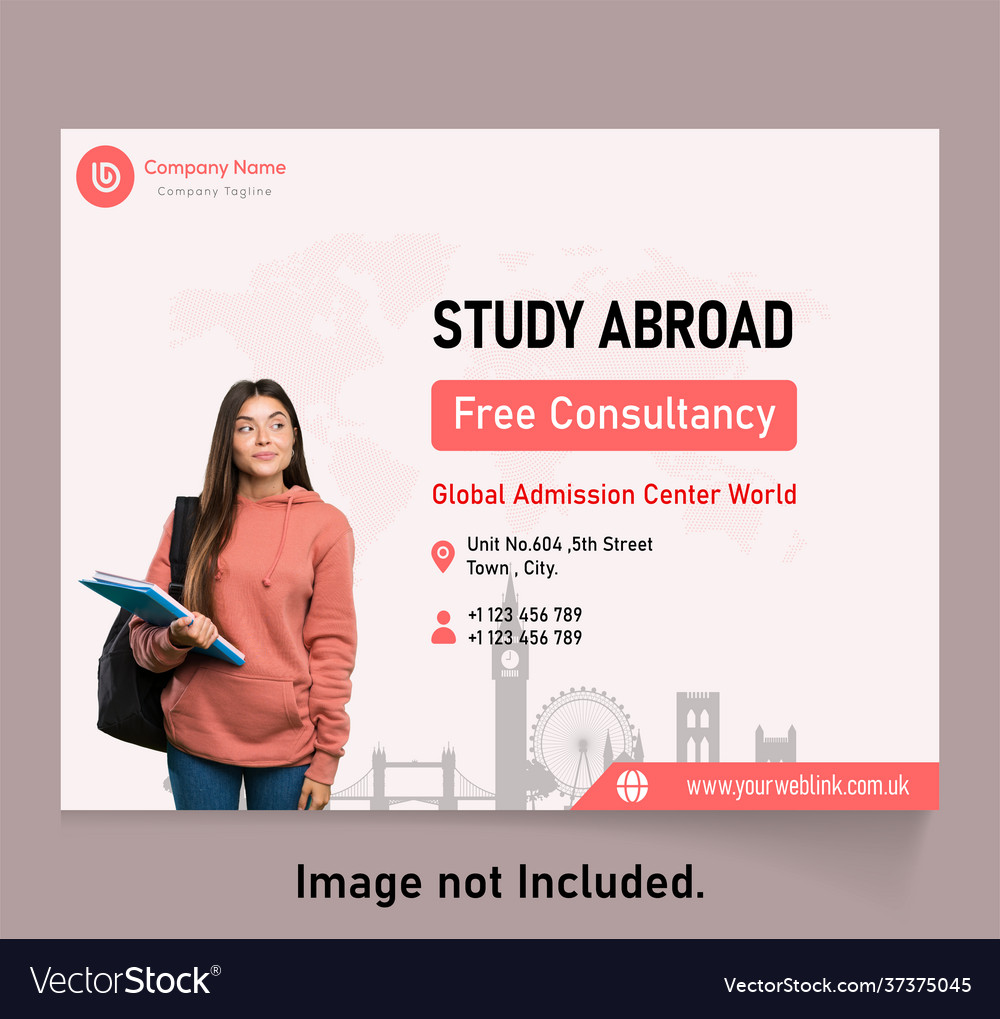 Company Name
Company Tagline
STUDY ABROAD
Free Consultancy
Global Admission Center World
Unit No.604 ,5th Street
Town , City.
+1 123 456 789
+1 123 456 789
www.yourweblink.com.uk
Image not Included.
VectorStock®
VectorStock.com/37375045